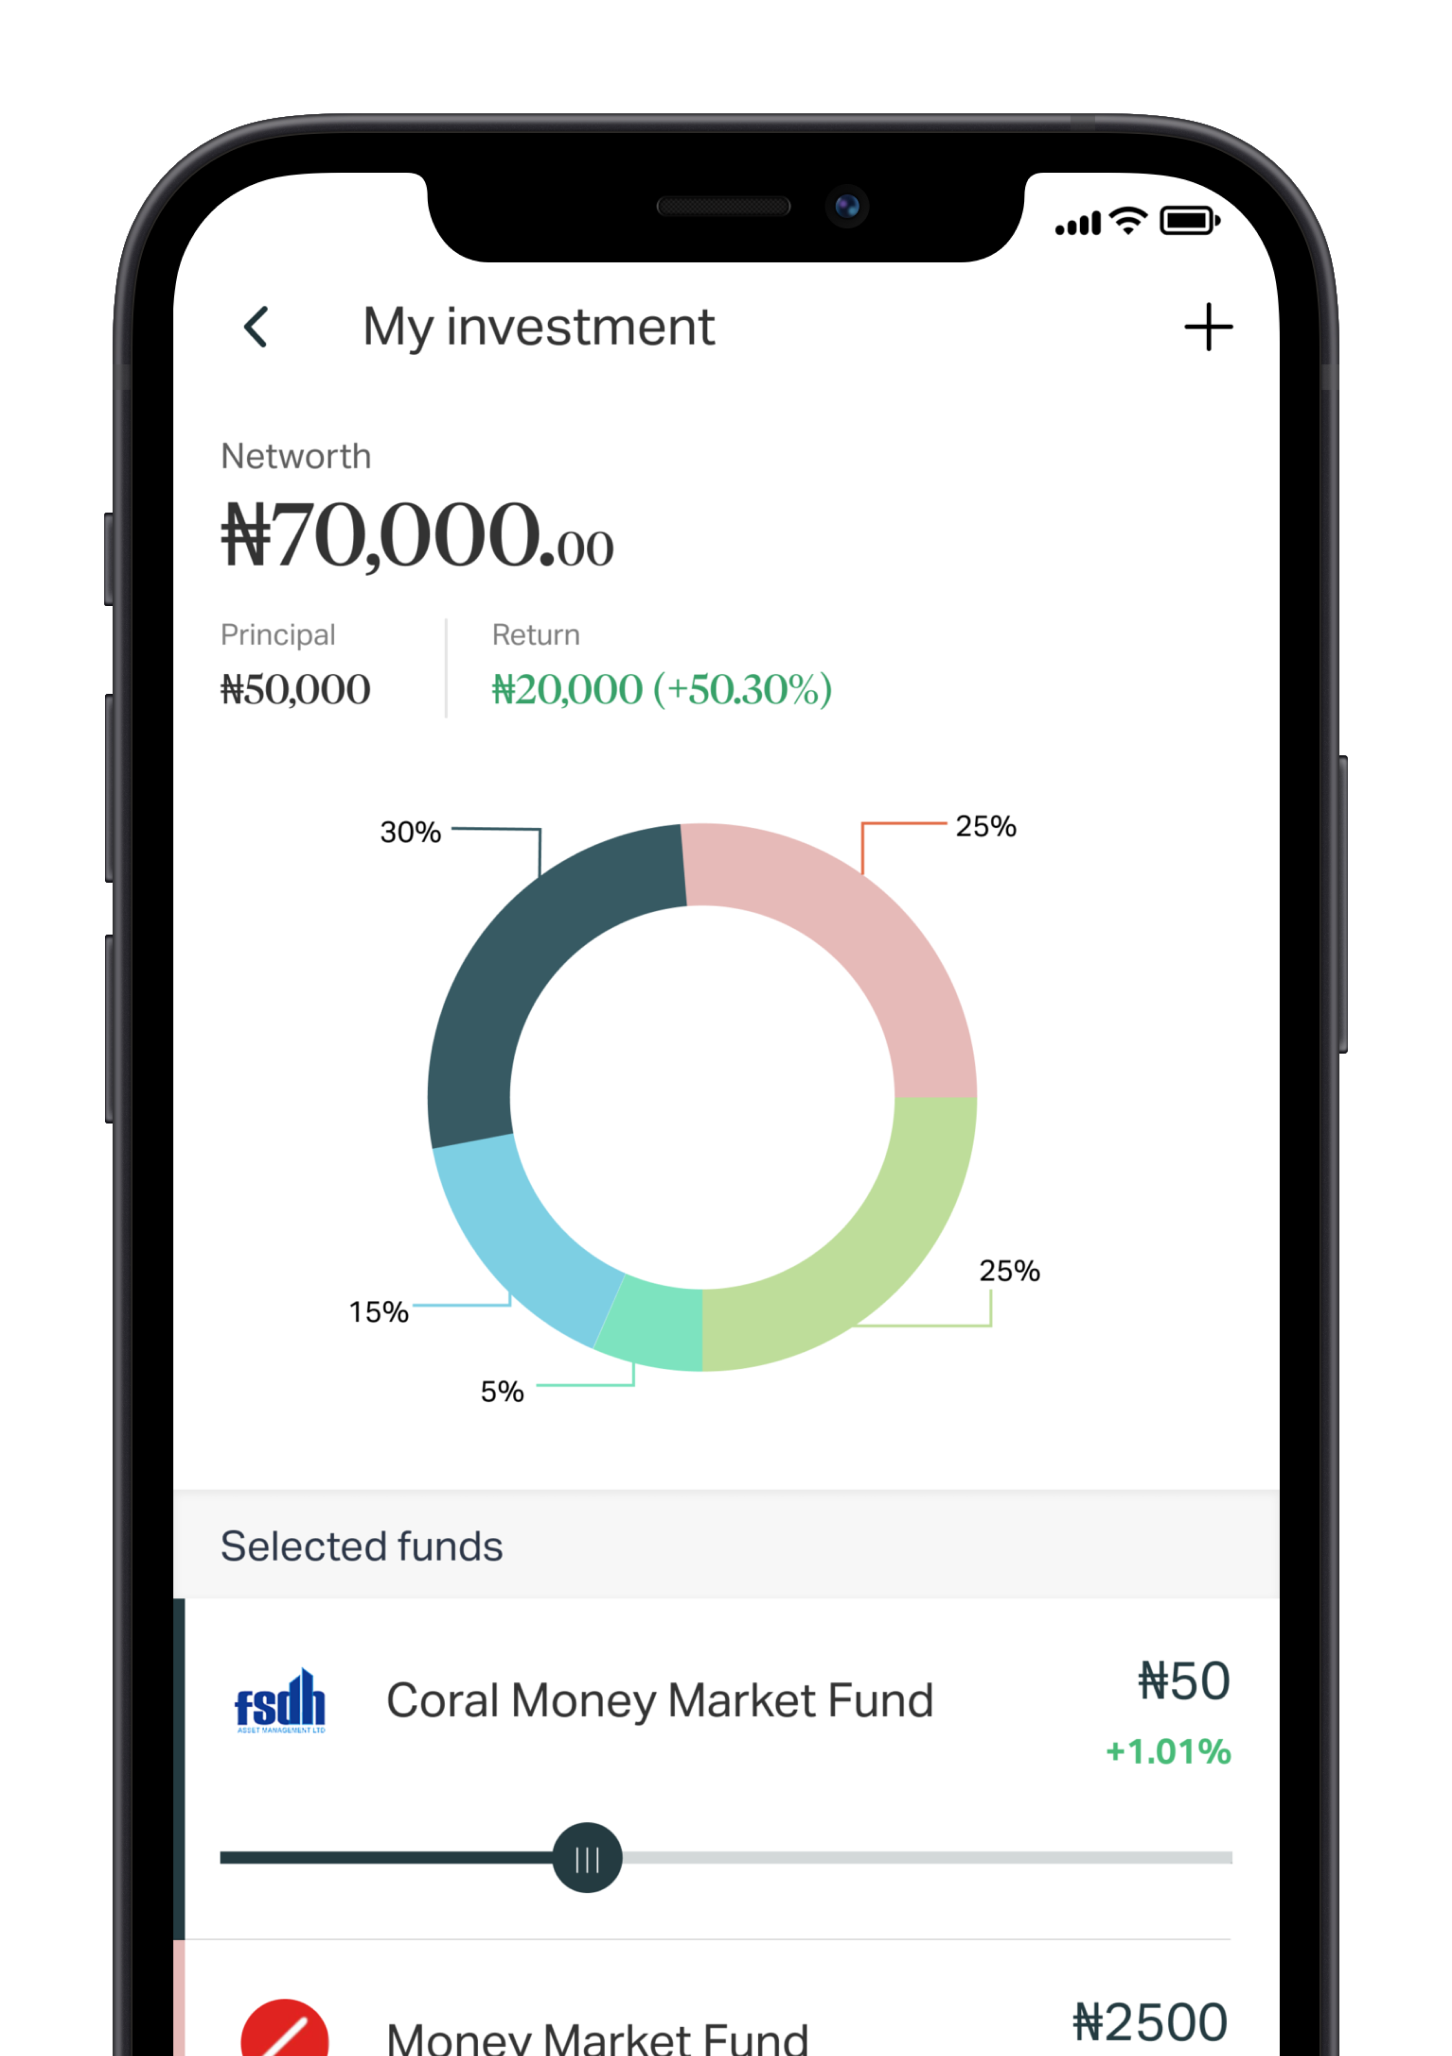 My investment
Networth
₦70,000.00
Principal
Return
₦50,000
₦20,000 (+50.30%)
30%
25%
25%
15%
5%
Selected funds
fsdh
ASSET MANAGEMENT LTD
Coral Money Market Fund
₦50
+1.01%
Money Market Fund
₦2500